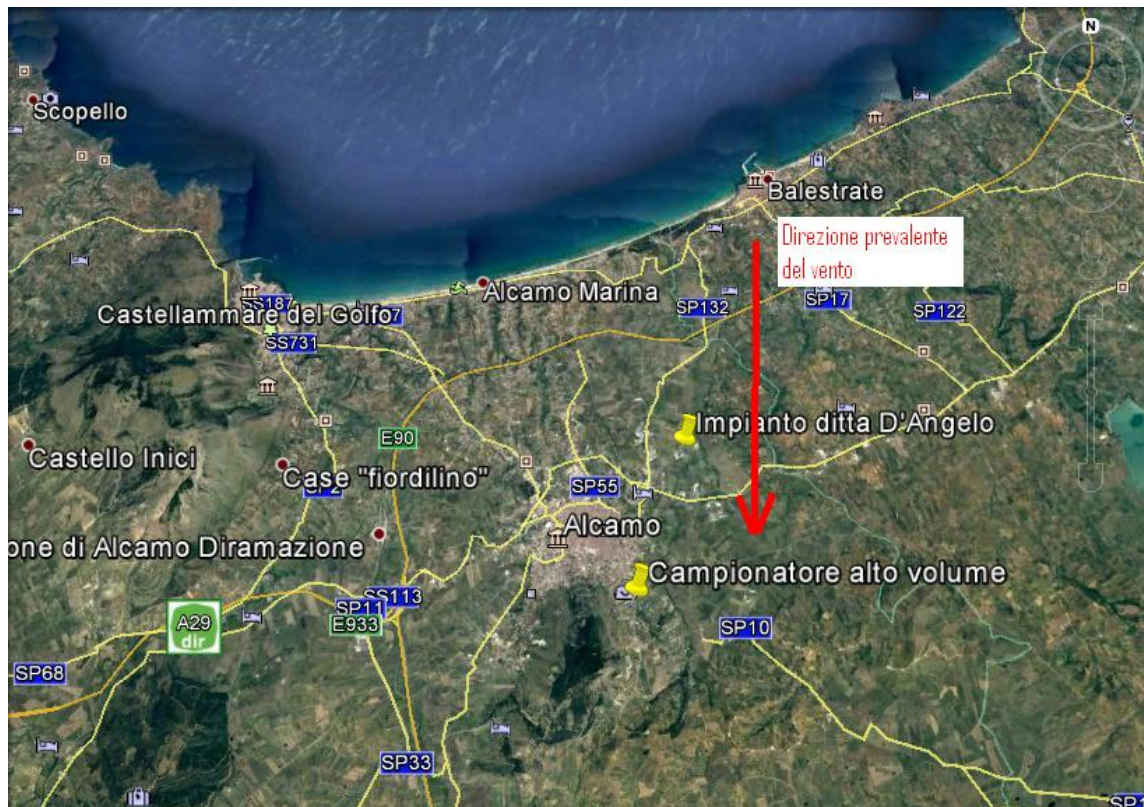 N
Scopello
Balestrate
Direzione prevalente
del vento
Alcamo Marina
SS187
Castellammare del Golfo
SS731
SP132
SP17
SP122
Impianto ditta D'Angelo
E90
Castello Inici
Case "fiordilino"
SP2
SP55
Alcamo
one di Alcamo Diramazione
Campionatore alto volume
SS113
SP11
E933
A29
dir
SP10
SP68
SP33